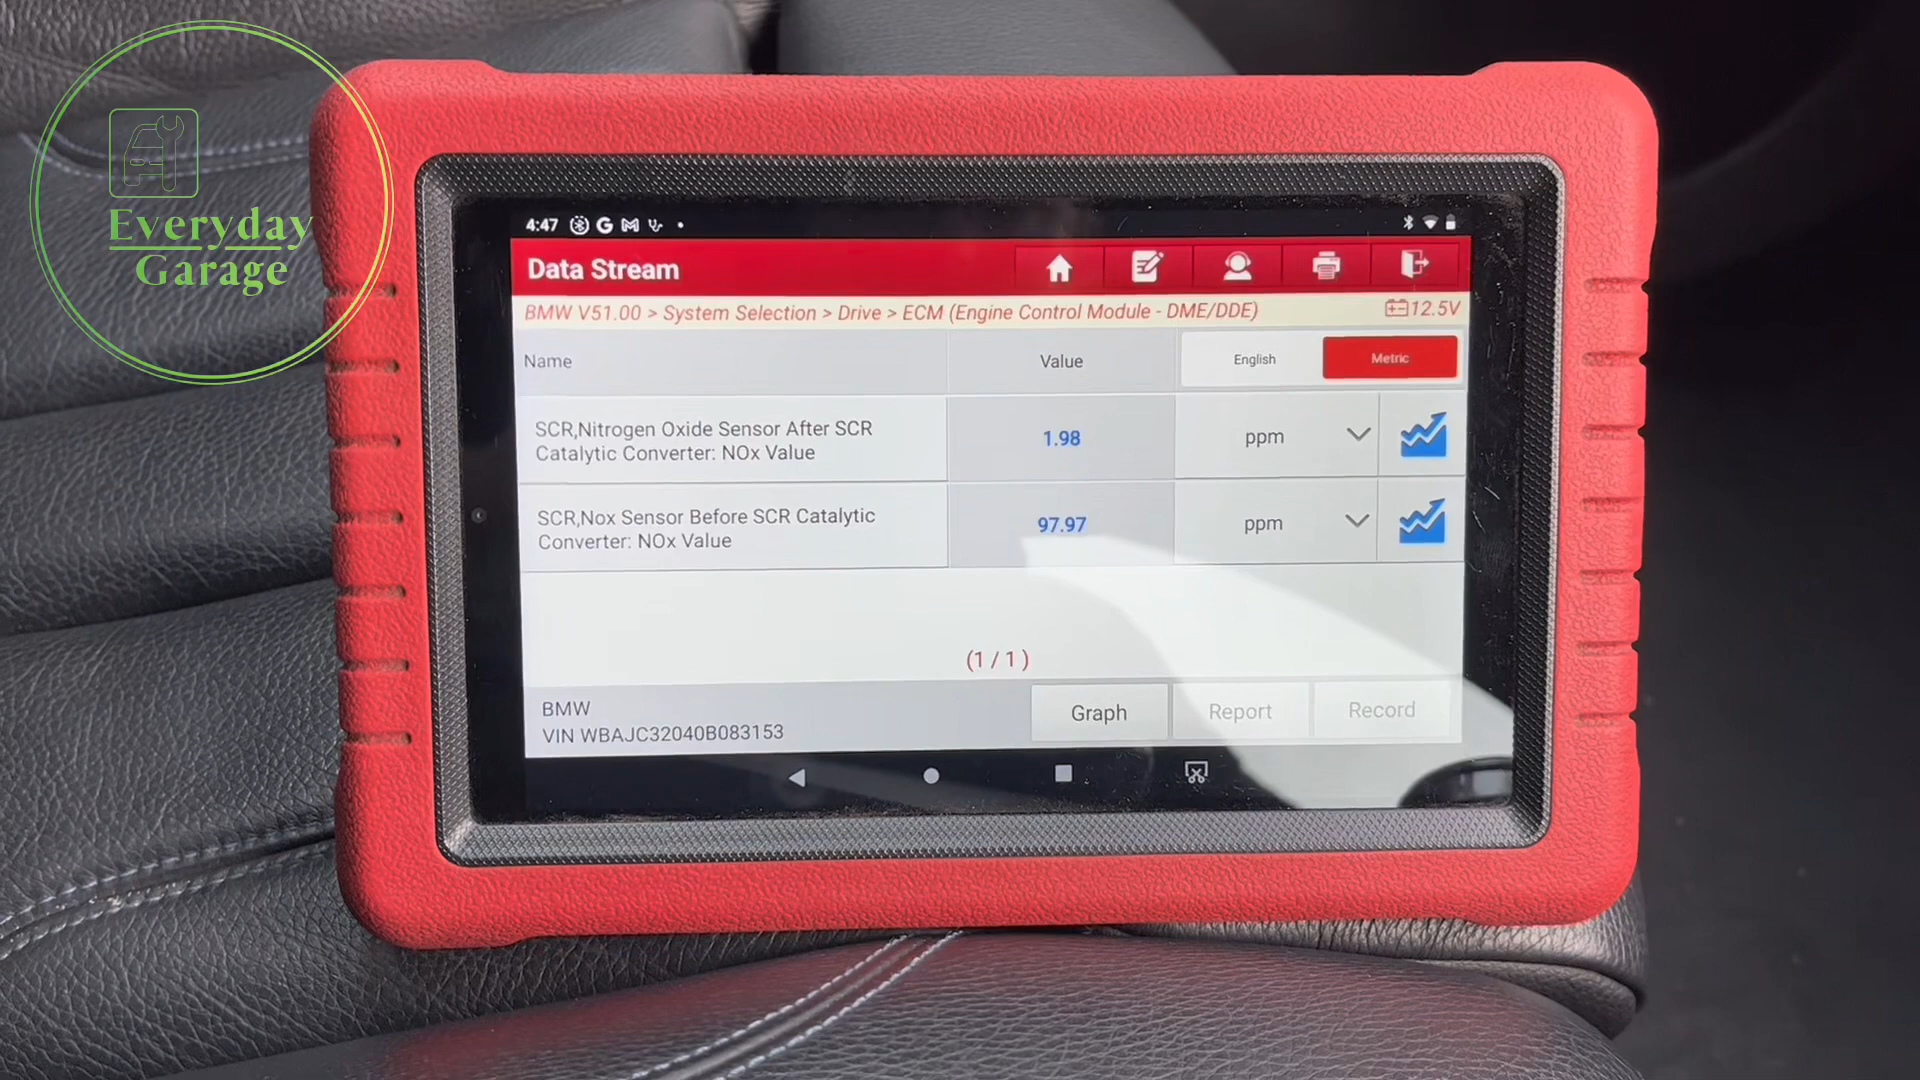 Everyday
Garage
4:47
Data Stream
BMW V51.00 > System Selection > Drive > ECM (Engine Control Module - DME/DDE)
12.5V
Name
Value
English
Metric
SCR,Nitrogen Oxide Sensor After SCR
Catalytic Converter: NOx Value
1.98
ppm
SCR,Nox Sensor Before SCR Catalytic
Converter: NOx Value
97.97
ppm
(1 / 1)
BMW
VIN WBAJC32040B083153
Graph
Report
Record